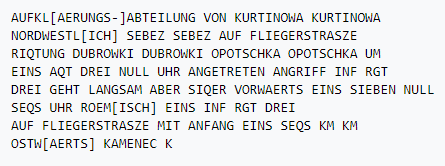 AUFKL[AERUNGS-]ABTEILUNG VON KURTINOWA KURTINOWA
NORDWESTL[ICH] SEBEZ SEBEZ AUF FLIEGERSTRASZE
RIQTUNG DUBROWKI DUBROWKI OPOTSCHKA OPOTSCHKA UM
EINS AQT DREI NULL UHR ANGETRETEN ANGRIFF INF RGT
DREI GEHT LANGSAM ABER SIQER VORWAERTS EINS SIEBEN NULL
SEQS UHR ROEM[ISCH] EINS INF RGT DREI
AUF FLIEGERSTRASZE MIT ANFANG EINS SEQS KM KM
OSTW[AERTS] KAMENEC K